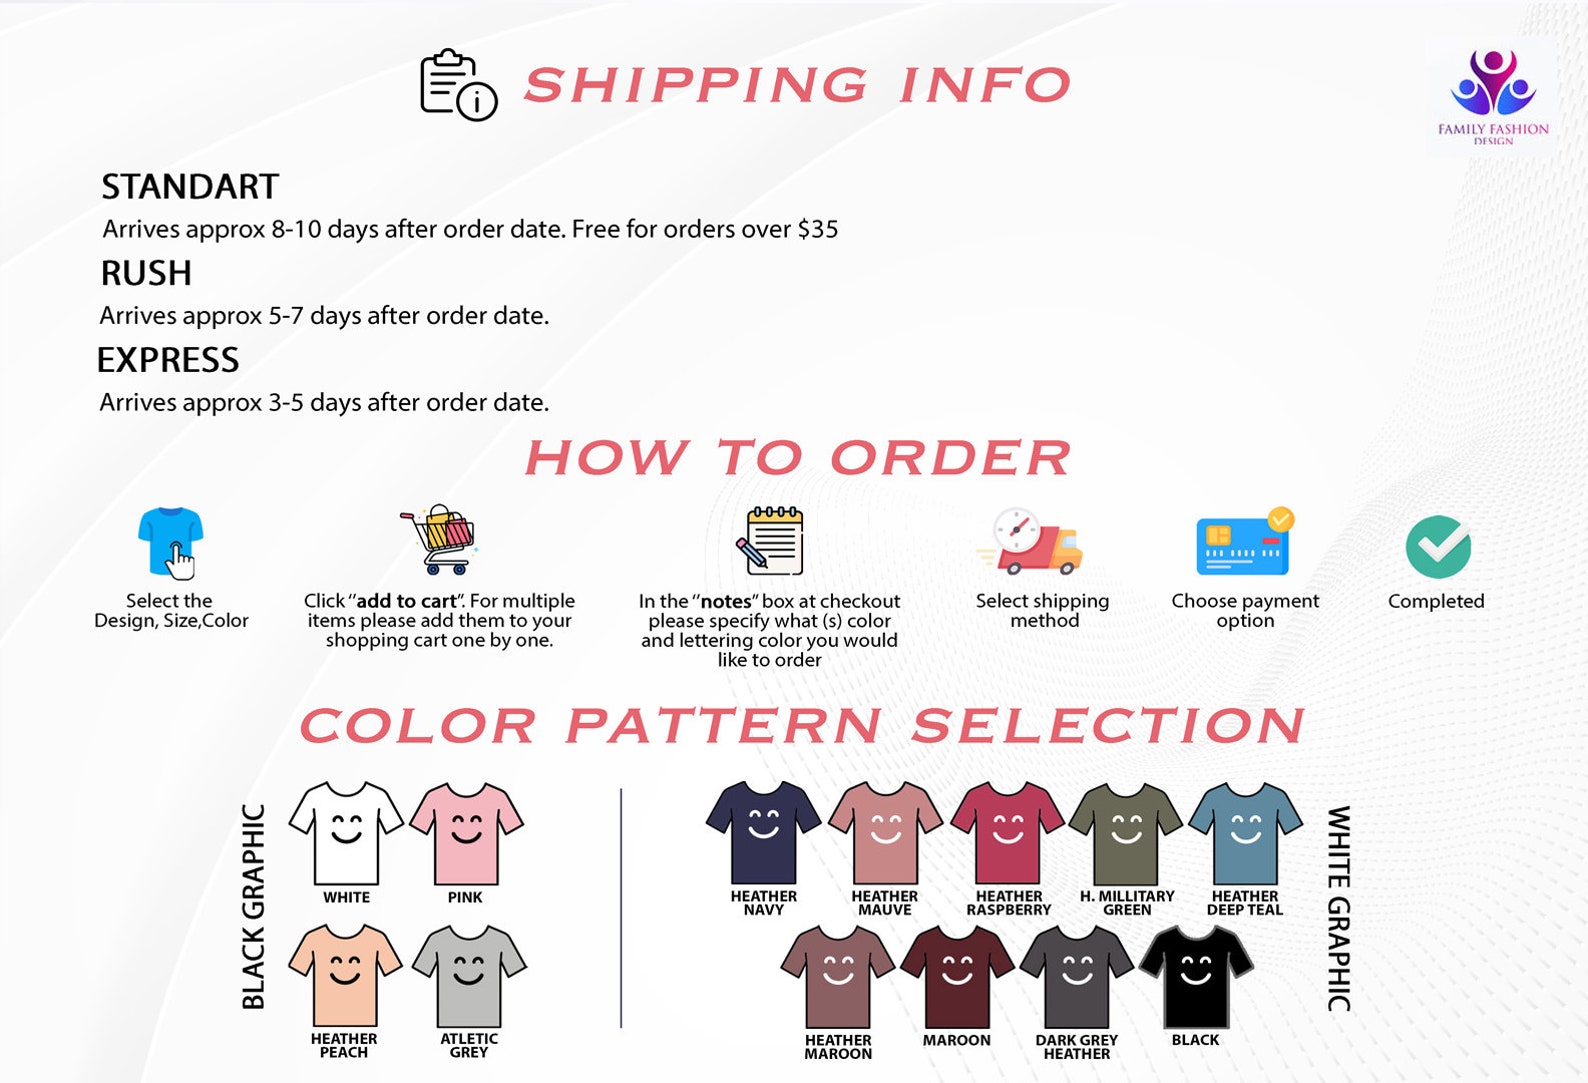 SHIPPING INFO
FAMILY FASHION
DESIGN
STANDART
Arrives approx 8-10 days after order date. Free for orders over $35
RUSH
Arrives approx 5-7 days after order date.
EXPRESS
Arrives approx 3-5 days after order date.
HOW TO ORDER
Select the
Design, Size,Color
Click "add to cart". For multiple
items please add them to your
shopping cart one by one.
In the "notes" box at checkout
please specify what (s) color
and lettering color you would
like to order
Select shipping
method
Choose payment
option
Completed
COLOR PATTERN SELECTION
BLACK GRAPHIC
WHITE
PINK
HEATHER
PEACH
ATLETIC
GREY
HEATHER
NAVY
HEATHER
MAUVE
HEATHER
RASPBERRY
H. MILLITARY
GREEN
HEATHER
DEEP TEAL
HEATHER
MAROON
MAROON
DARK GREY
HEATHER
BLACK
WHITE GRAPHIC